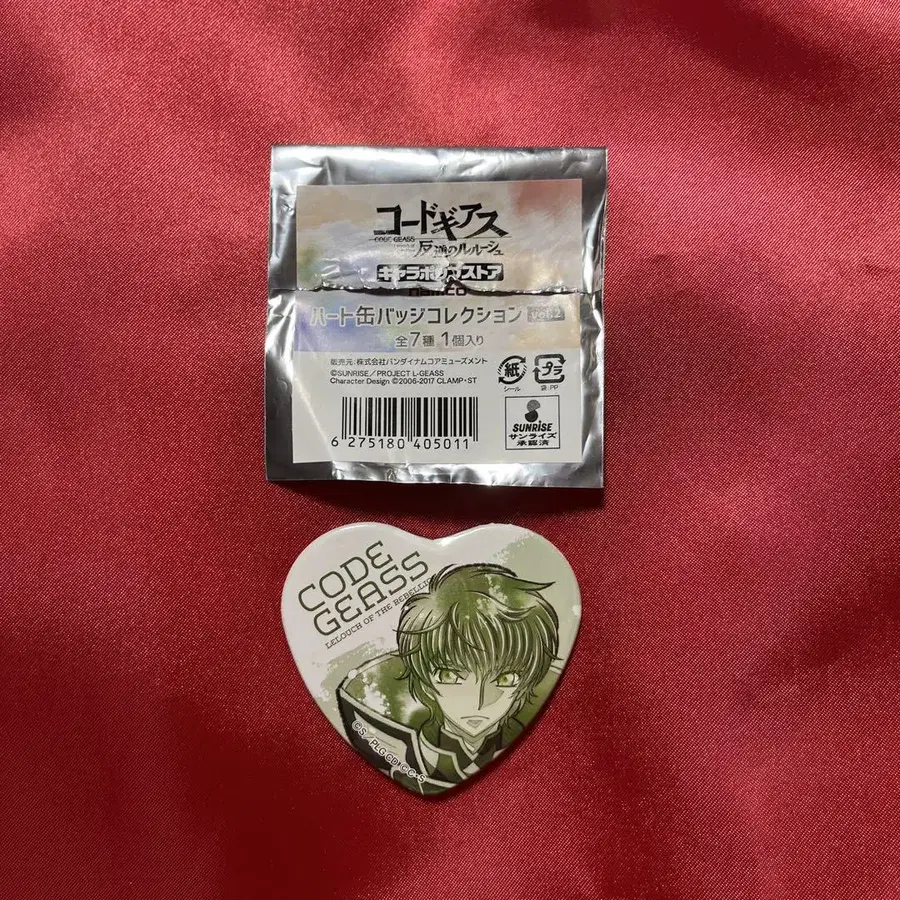 コードギアス
CODE GEASS
反逆のルルーシュ
キャラポップストア
namco
ハート缶バッジコレクション vol.2
全7種 1個入り
販売元:株式会社バンダイナムコアミューズメント
©SUNRISE/PROJECT L-GEASS
Character Design ©2006-2017 CLAMP・ST
紙
シール
プラ
袋:PP
6 275180 405011
SUNRISE
サンライズ
承認済
CODE
GEASS
LELOUCH OF THE REBELLIO
©S/PLG CD・©C・S